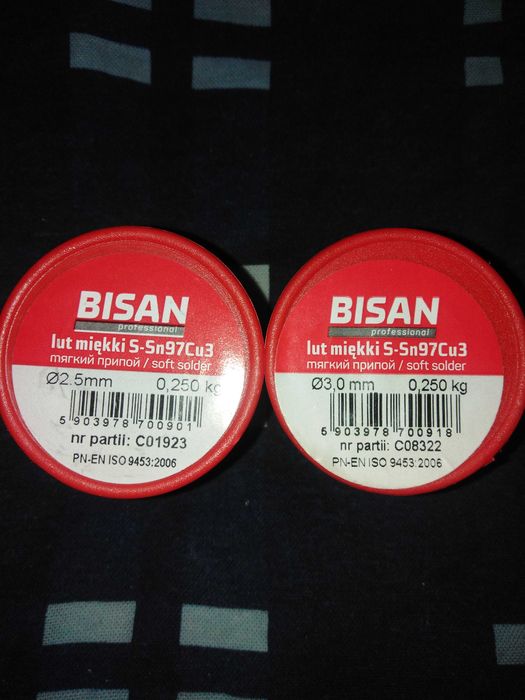 BISAN
professional
lut miękki S-Sn97Cu3
мягкий припой / soft solder
Ø2.5mm 0,250 kg
5 903978 700901
nr partii: C01923
PN-EN ISO 9453:2006
BISAN
professional
lut miękki S-Sn97Cu3
мягкий припой / soft solder
Ø3,0 mm 0,250 kg
5 903978 700918
nr partii: C08322
PN-EN ISO 9453:2006